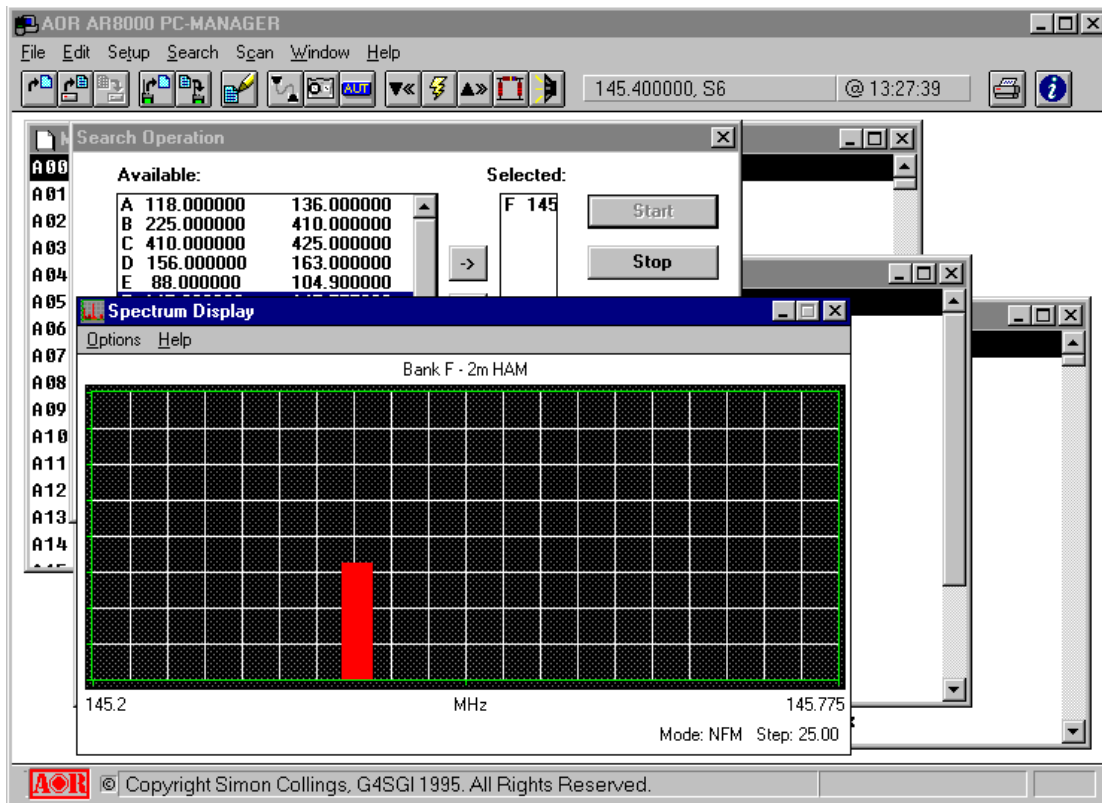 AOR AR8000 PC-MANAGER
File Edit Setup Search Scan Window Help
AUT
145.400000, S6
@ 13:27:39
Search Operation
Available:
Selected:
A 118.000000 136.000000
B 225.000000 410.000000
C 410.000000 425.000000
D 156.000000 163.000000
E 88.000000 104.900000
F 145
->
Start
Stop
A00
A01
A02
A03
A04
A05
A06
A07
A08
A09
A10
A11
A12
A13
A14
Spectrum Display
Options Help
Bank F - 2m HAM
145.2 MHz 145.775
Mode: NFM Step: 25.00
AOR © Copyright Simon Collings, G4SGI 1995. All Rights Reserved.